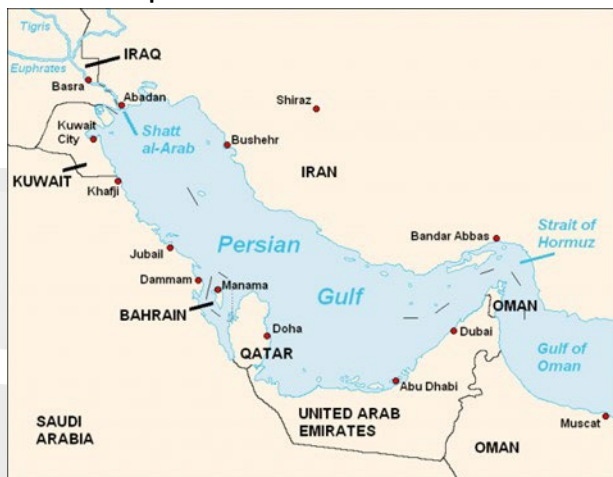 Tigris
IRAQ
Euphrates
Basra
Abadan
Shiraz
Kuwait
City
Shatt
al-Arab
Bushehr
IRAN
KUWAIT
Khafji
Strait of
Hormuz
Bandar Abbas
Persian
Jubail
Dammam
Manama
Gulf
OMAN
BAHRAIN
Doha
Dubai
QATAR
Gulf of
Oman
Abu Dhabi
SAUDI
ARABIA
UNITED ARAB
EMIRATES
Muscat
OMAN